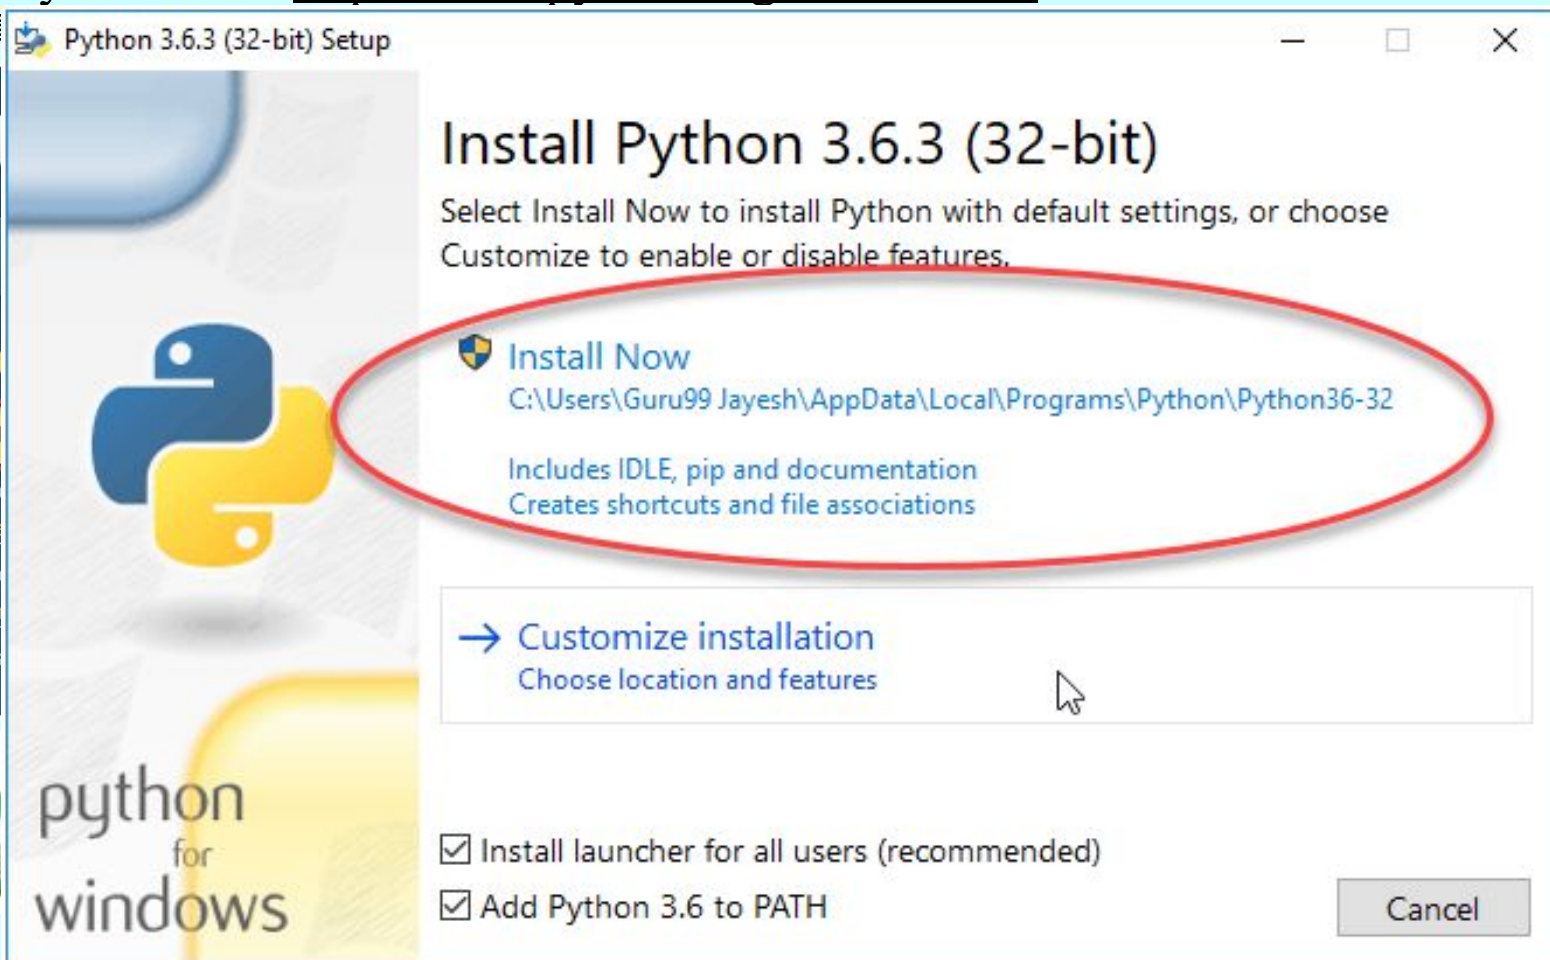 Python 3.6.3 (32-bit) Setup
Install Python 3.6.3 (32-bit)
Select Install Now to install Python with default settings, or choose
Customize to enable or disable features.
Install Now
C:\Users\Guru99 Jayesh\AppData\Local\Programs\Python\Python36-32
Includes IDLE, pip and documentation
Creates shortcuts and file associations
Customize installation
Choose location and features
python
for
windows
Install launcher for all users (recommended)
Add Python 3.6 to PATH
Cancel